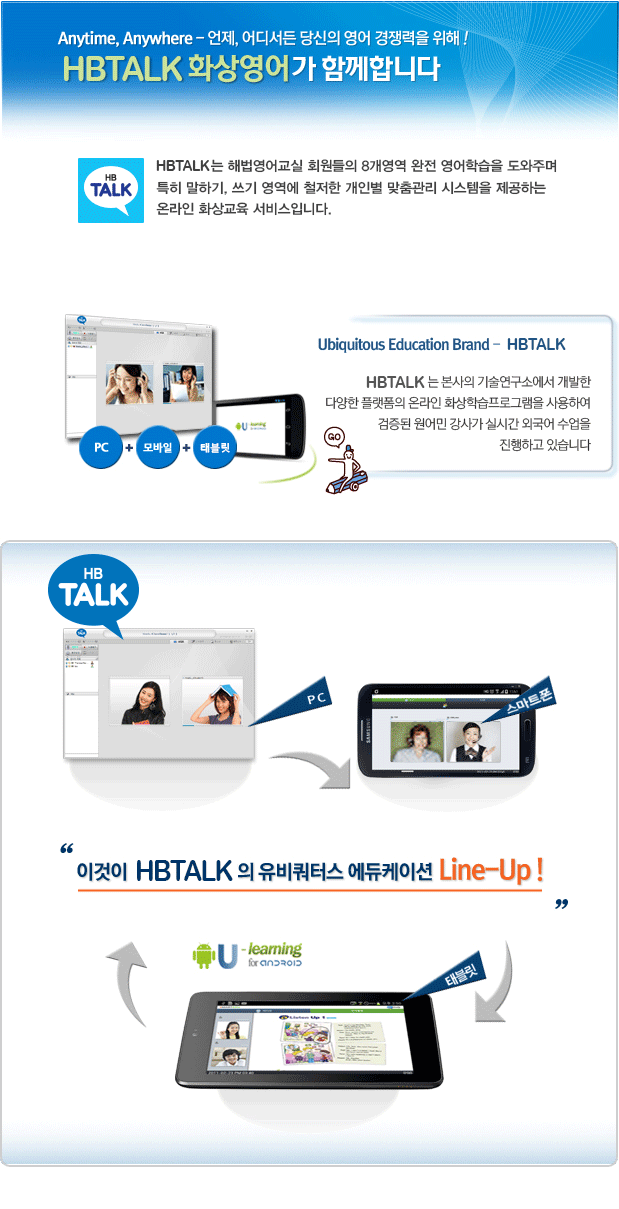 Anytime, Anywhere - 언제, 어디서든 당신의 영어 경쟁력을 위해 !
HBTALK 화상영어가 함께합니다
HB
TALK
HBTALK는 해법영어교실 회원들의 8개영역 완전 영어학습을 도와주며
특히 말하기, 쓰기 영역에 철저한 개인별 맞춤관리 시스템을 제공하는
온라인 화상교육 서비스입니다.
Ubiquitous Education Brand - HBTALK
HBTALK 는 본사의 기술연구소에서 개발한
다양한 플랫폼의 온라인 화상학습프로그램을 사용하여
검증된 원어민 강사가 실시간 외국어 수업을
진행하고 있습니다
U-learning
PC + 모바일 + 태블릿
GO
HB
TALK
PC
스마트폰
SAMSUNG
“
이것이 HBTALK 의 유비쿼터스 에듀케이션 Line-Up !
”
U-learning
for android
태블릿
Listen Up 1